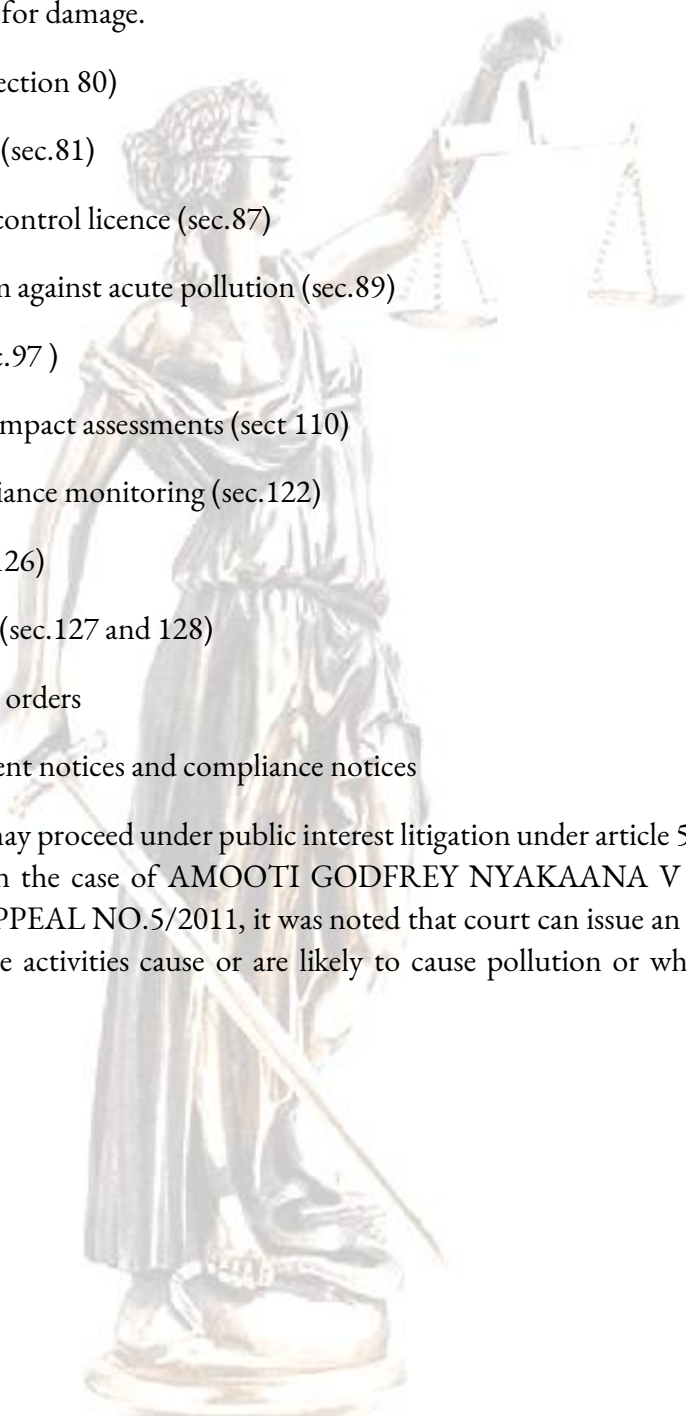 for damage.
ection 80)
(sec.81)
control licence (sec.87)
n against acute pollution (sec.89)
c.97 )
mpact assessments (sect 110)
iance monitoring (sec.122)
126)
(sec.127 and 128)
orders
ent notices and compliance notices
may proceed under public interest litigation under article 5
n the case of AMOOTI GODFREY NYAKAANA V
PPEAL NO.5/2011, it was noted that court can issue an
e activities cause or are likely to cause pollution or wh